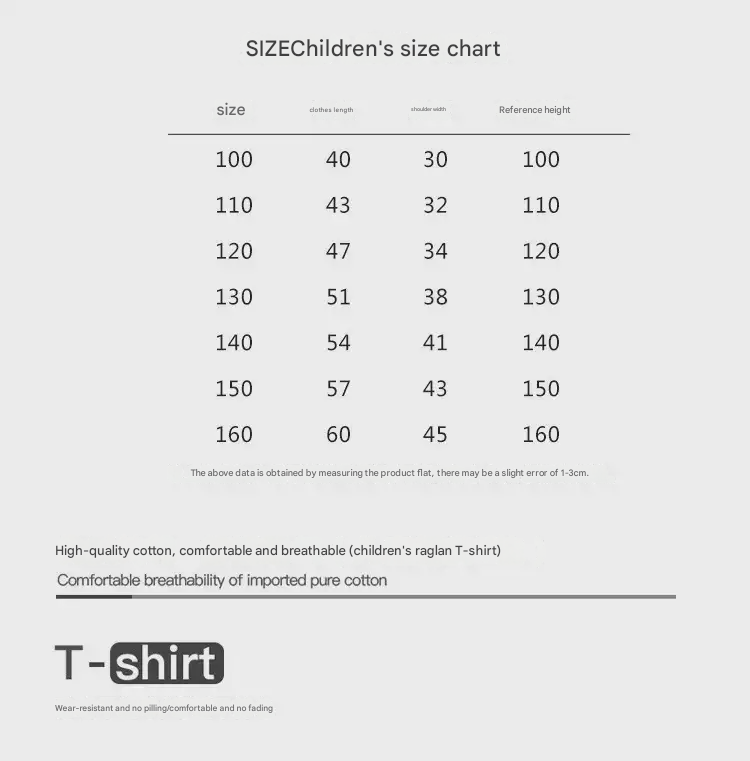 SIZEChildren's size chart
size clothes length shoulder width Reference height
100 40 30 100
110 43 32 110
120 47 34 120
130 51 38 130
140 54 41 140
150 57 43 150
160 60 45 160
The above data is obtained by measuring the product flat, there may be a slight error of 1-3cm.
High-quality cotton, comfortable and breathable (children's raglan T-shirt)
Comfortable breathability of imported pure cotton
T-shirt
Wear-resistant and no pilling/comfortable and no fading